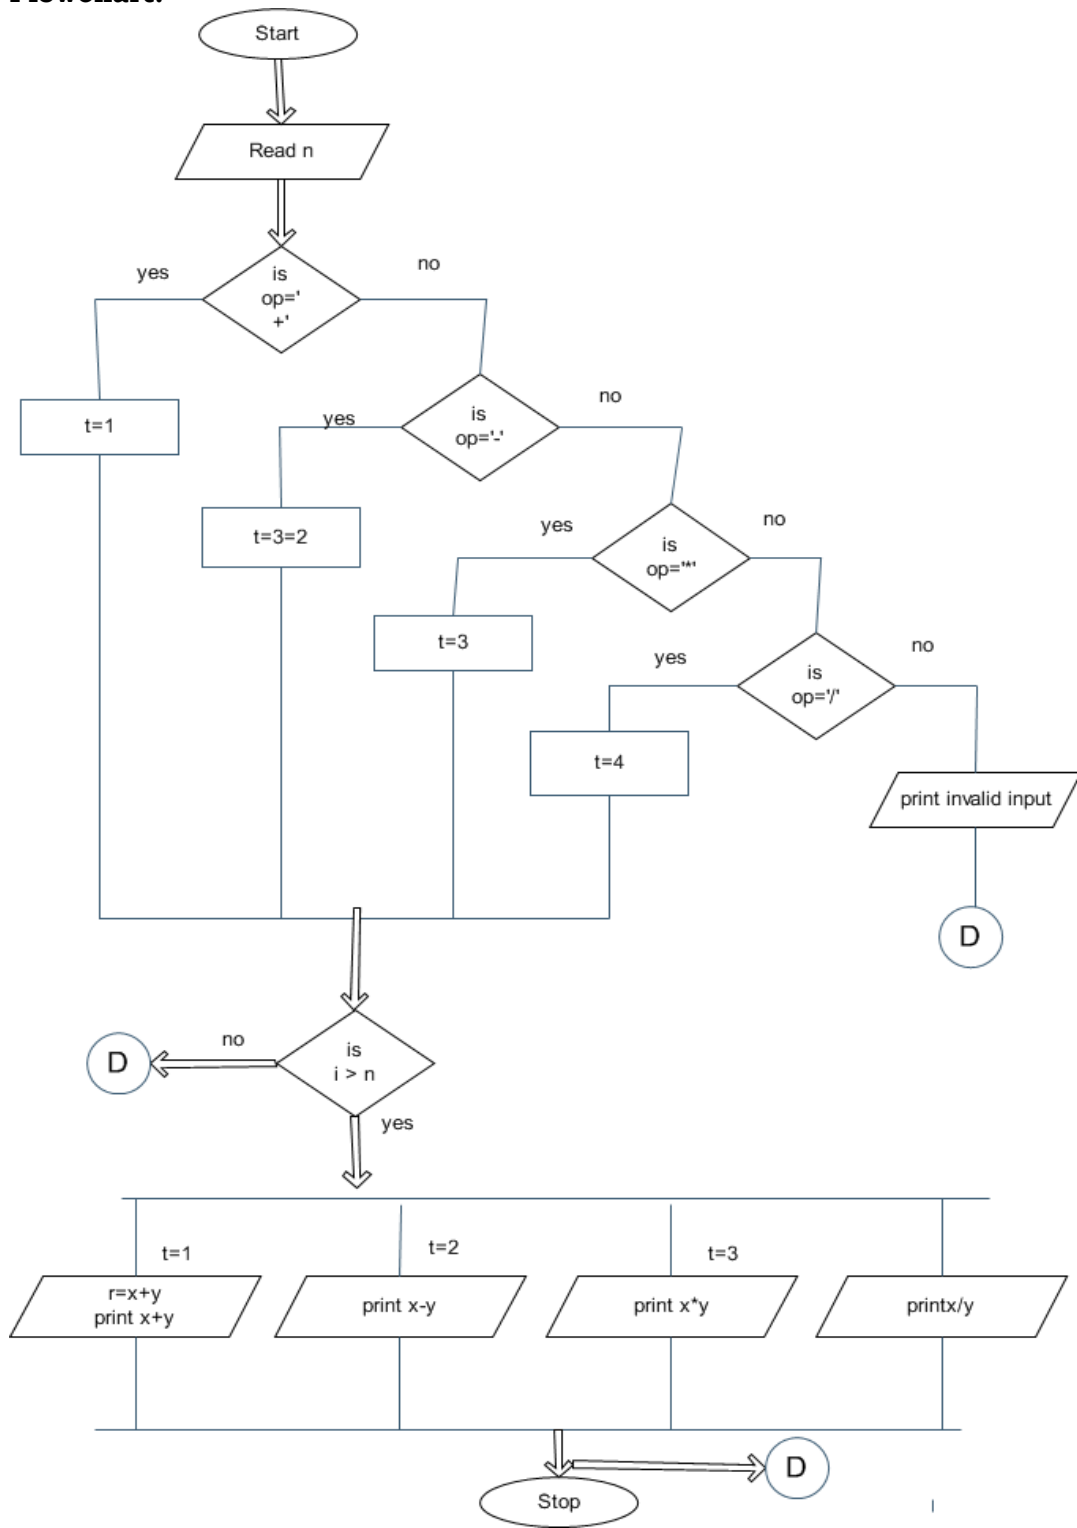 Flowchart:
Start
Read n
yes
no
is
op='
+'
t=1
yes
no
is
op='-'
t=3=2
yes
no
is
op='*'
t=3
yes
no
is
op='/'
t=4
print invalid input
D
no
D
is
i > n
yes
t=1
t=2
t=3
r=x+y
print x+y
print x-y
print x*y
printx/y
D
Stop